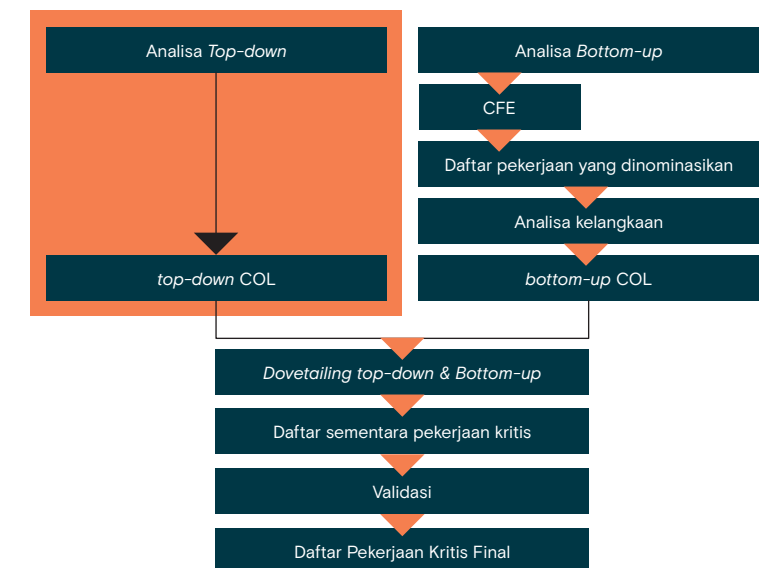 Analisa Top-down
Analisa Bottom-up
CFE
Daftar pekerjaan yang dinominasikan
Analisa kelangkaan
top-down COL
bottom-up COL
Dovetailing top-down & Bottom-up
Daftar sementara pekerjaan kritis
Validasi
Daftar Pekerjaan Kritis Final